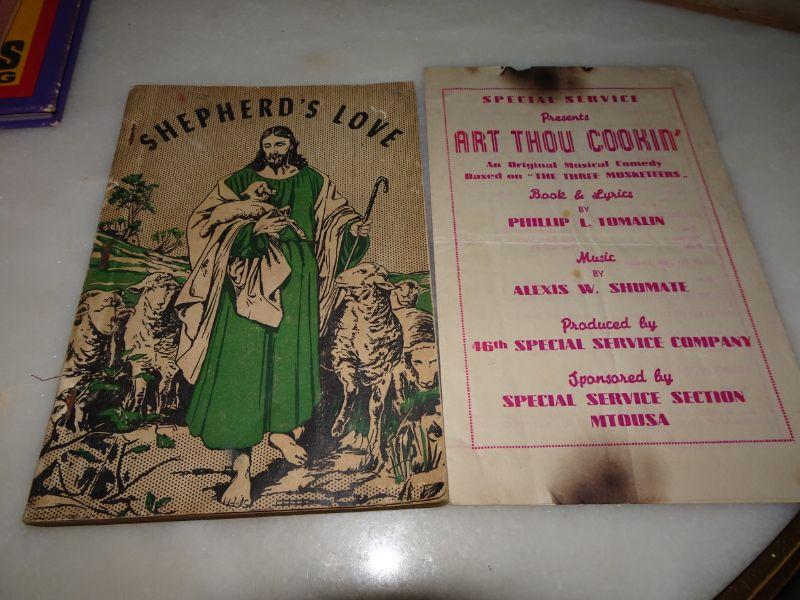 S
G
SHEPHERD'S LOVE
SPECIAL SERVICE
Presents
ART THOU COOKIN'
An Original Musical Comedy
Based on "THE THREE MUSKETEERS„
Book & Lyrics
BY
PHILLIP L. TOMALIN
Music
BY
ALEXIS W. SHUMATE
Produced by
46th SPECIAL SERVICE COMPANY
Sponsored by
SPECIAL SERVICE SECTION
MTOUSA